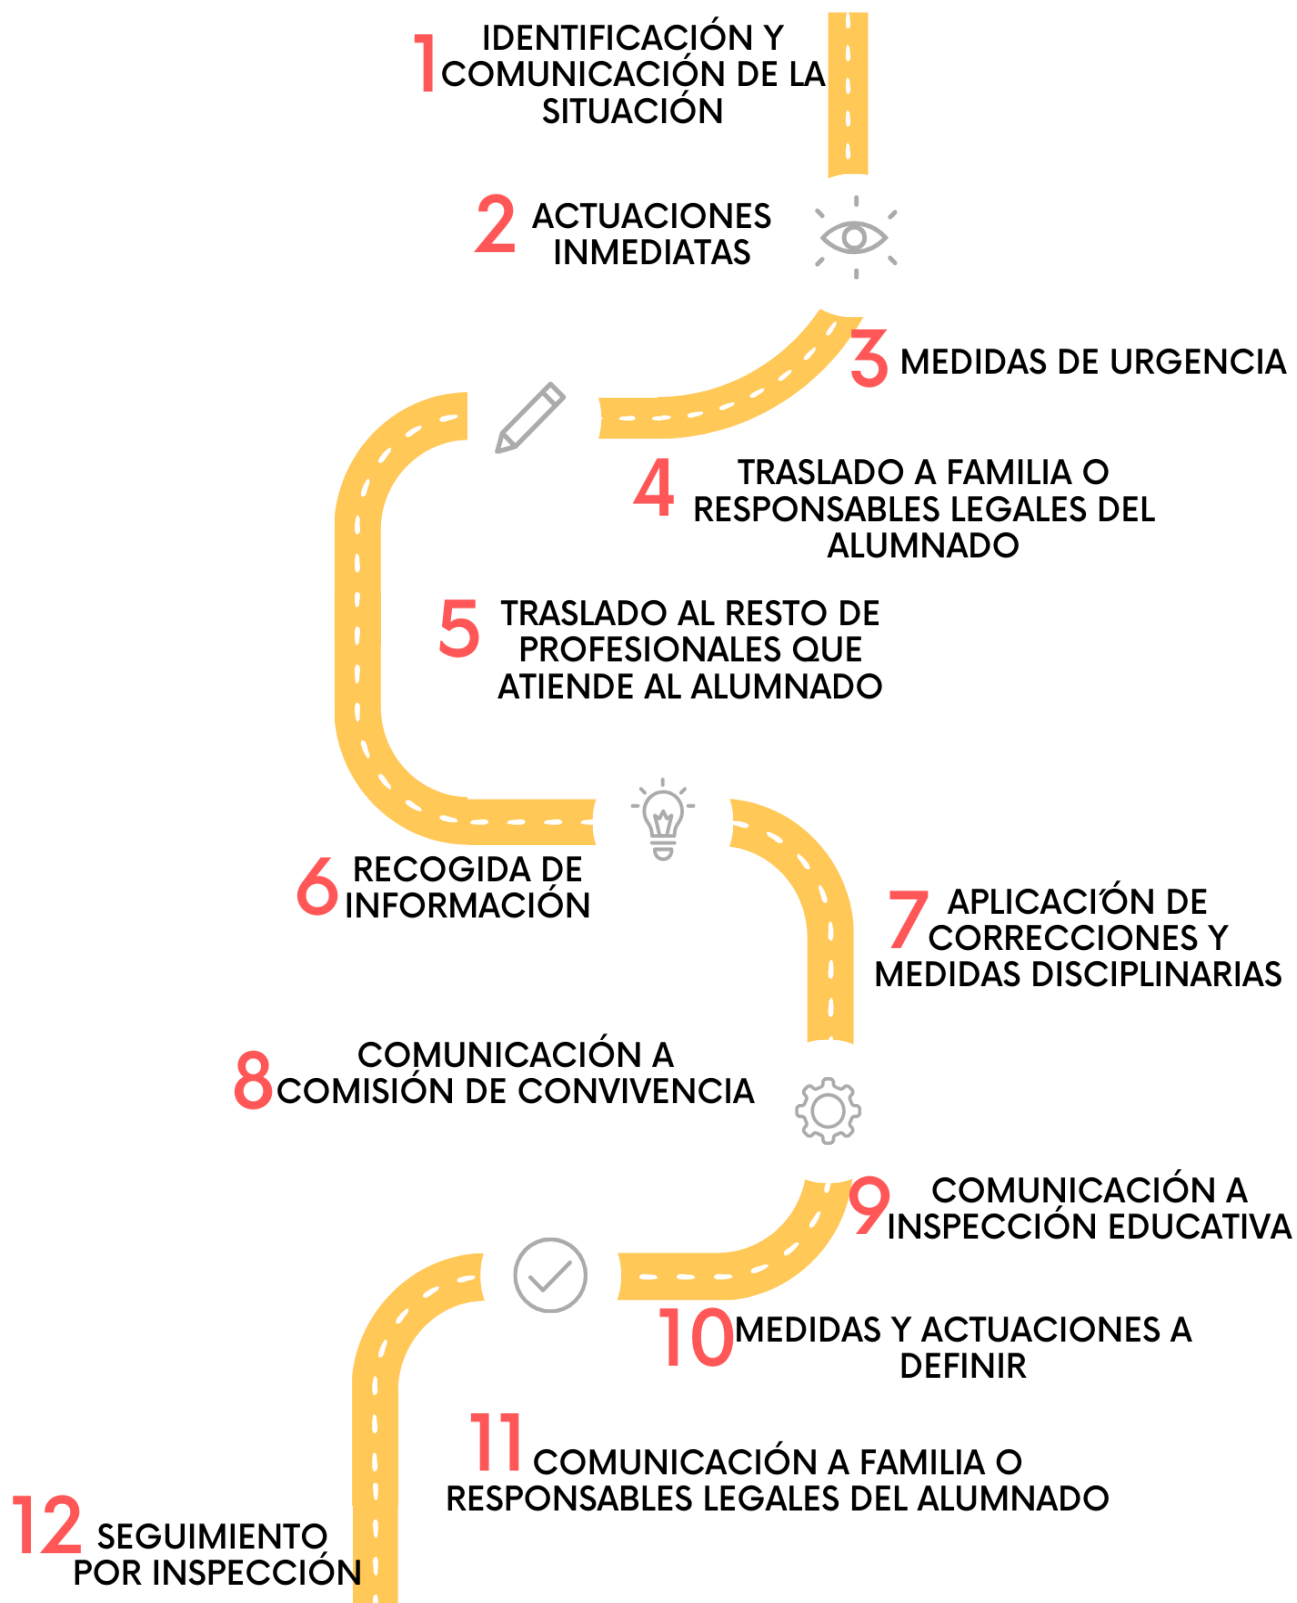 1 IDENTIFICACIÓN Y
COMUNICACIÓN DE LA
SITUACIÓN
2 ACTUACIONES
INMEDIATAS
3 MEDIDAS DE URGENCIA
4 TRASLADO A FAMILIA O
RESPONSABLES LEGALES DEL
ALUMNADO
5 TRASLADO AL RESTO DE
PROFESIONALES QUE
ATIENDE AL ALUMNADO
6 RECOGIDA DE
INFORMACIÓN
7 APLICACI´ÓN DE
CORRECCIONES Y
MEDIDAS DISCIPLINARIAS
8 COMUNICACIÓN A
COMISIÓN DE CONVIVENCIA
9 COMUNICACIÓN A
INSPECCIÓN EDUCATIVA
10 MEDIDAS Y ACTUACIONES A
DEFINIR
11 COMUNICACIÓN A FAMILIA O
RESPONSABLES LEGALES DEL ALUMNADO
12 SEGUIMIENTO
POR INSPECCIÓN